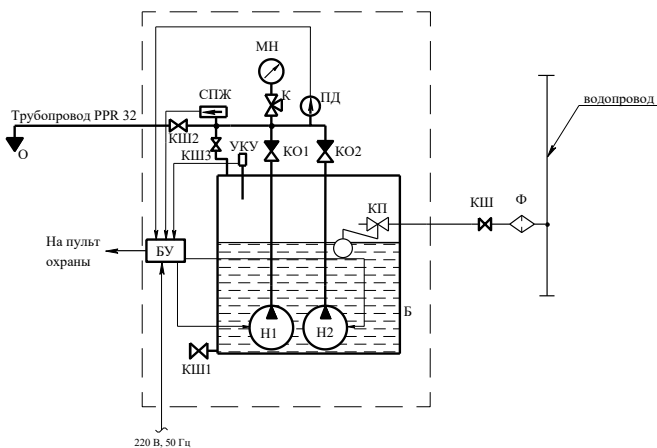 МН
СПЖ
К
ПД
Трубопровод PPR 32
водопровод
КШ2
О
КШ3
УКУ
КО1
КО2
КП
КШ
Ф
На пульт
охраны
БУ
Б
Н1
Н2
КШ1
220 В, 50 Гц